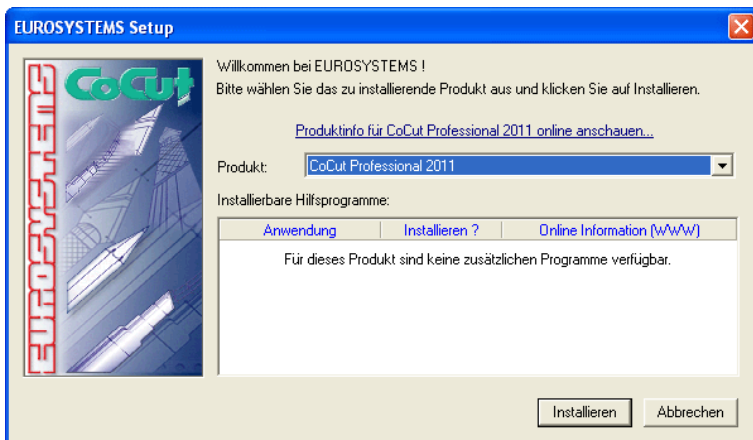 EUROSYSTEMS Setup
EUROSYSTEMS
CoCut
Willkommen bei EUROSYSTEMS !
Bitte wählen Sie das zu installierende Produkt aus und klicken Sie auf Installieren.
Produktinfo für CoCut Professional 2011 online anschauen...
Produkt: CoCut Professional 2011
Installierbare Hilfsprogramme:
Anwendung Installieren ? Online Information (WWW)
Für dieses Produkt sind keine zusätzlichen Programme verfügbar.
Installieren Abbrechen